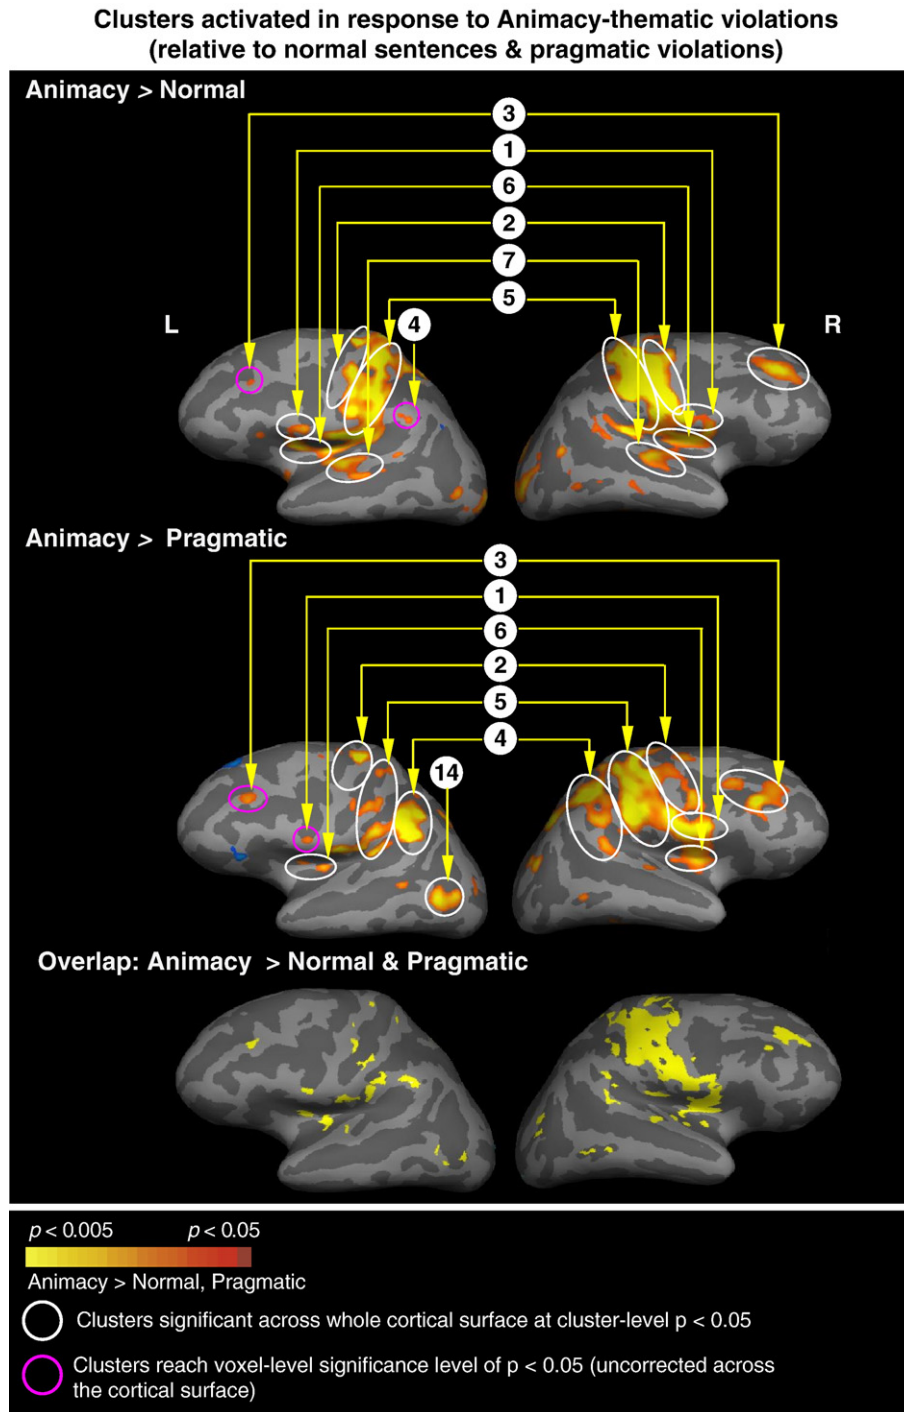 Clusters activated in response to Animacy-thematic violations
(relative to normal sentences & pragmatic violations)
Animacy > Normal
3
1
6
2
7
5
4
L
R
Animacy > Pragmatic
3
1
6
2
5
4
14
Overlap: Animacy > Normal & Pragmatic
p < 0.005 p < 0.05
Animacy > Normal, Pragmatic
Clusters significant across whole cortical surface at cluster-level p < 0.05
Clusters reach voxel-level significance level of p < 0.05 (uncorrected across
the cortical surface)